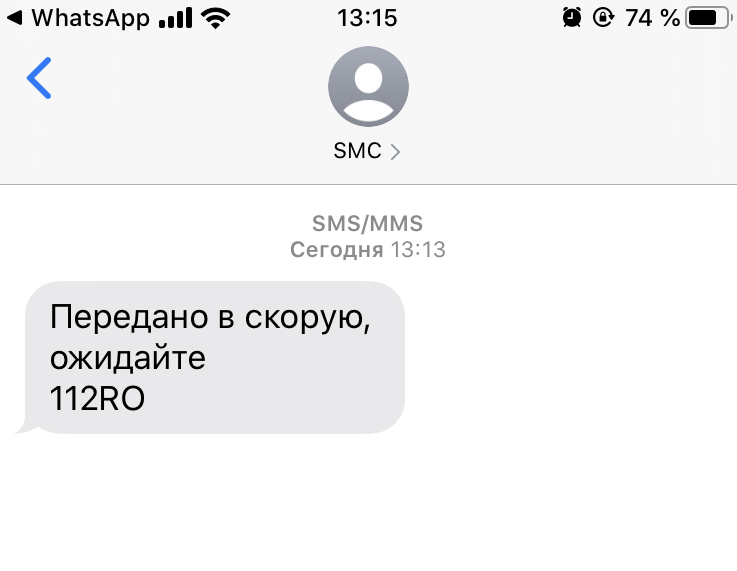 WhatsApp 13:15 74 %
SMC
SMS/MMS
Сегодня 13:13
Передано в скорую,
ожидайте
112RO